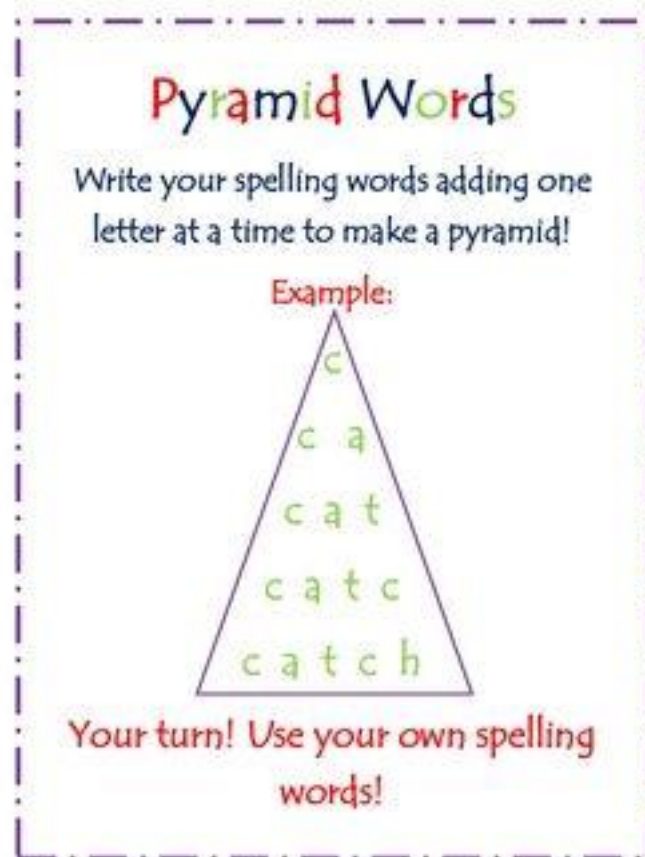 Pyramid Words
Write your spelling words adding one
letter at a time to make a pyramid!
Example:
c
c a
c a t
c a t c
c a t c h
Your turn! Use your own spelling
words!